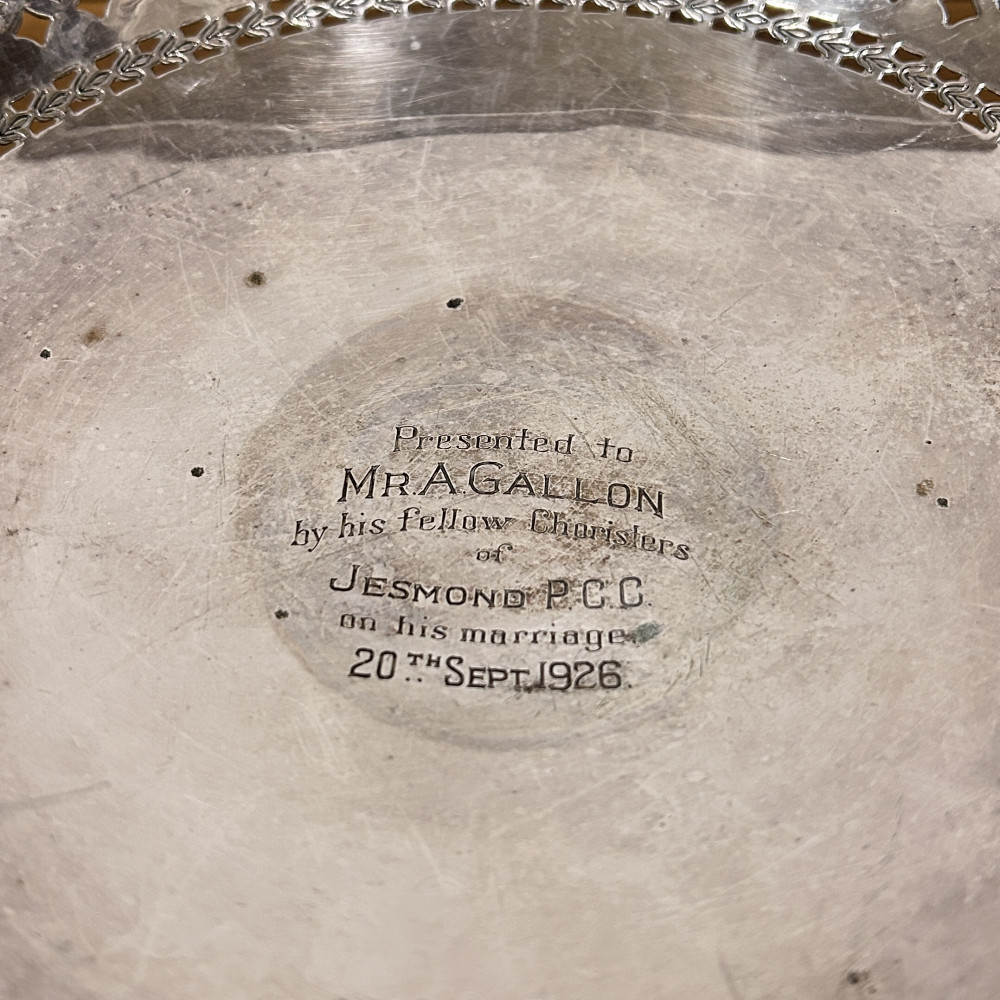 Presented to
MR. A. GALLON
by his fellow Choristers
of
JESMOND P.C.C.
on his marriage.
20TH SEPT. 1926.